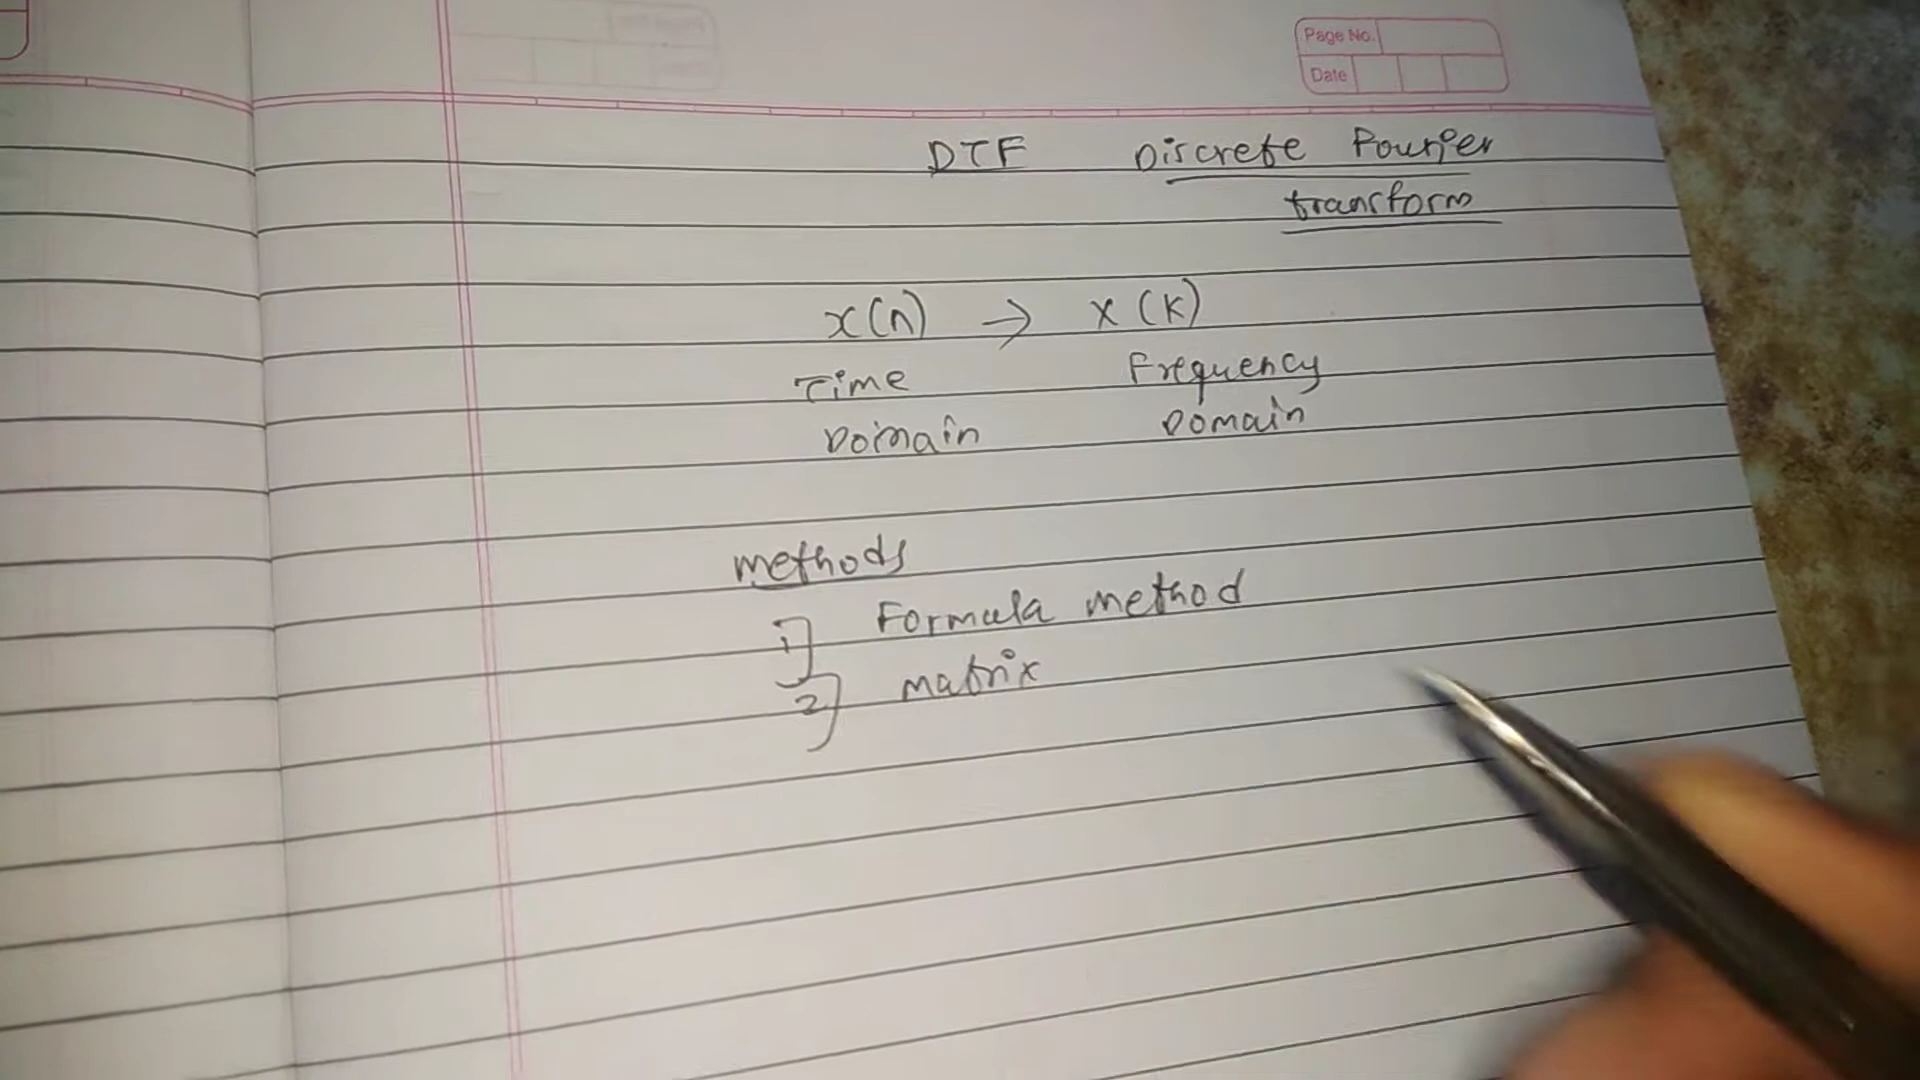 Page No.
Date
DTF Discrete Fourier
transform
x(n) → X(K)
Time Frequency
Domain Domain
methods
1] Formula method
2] matrix